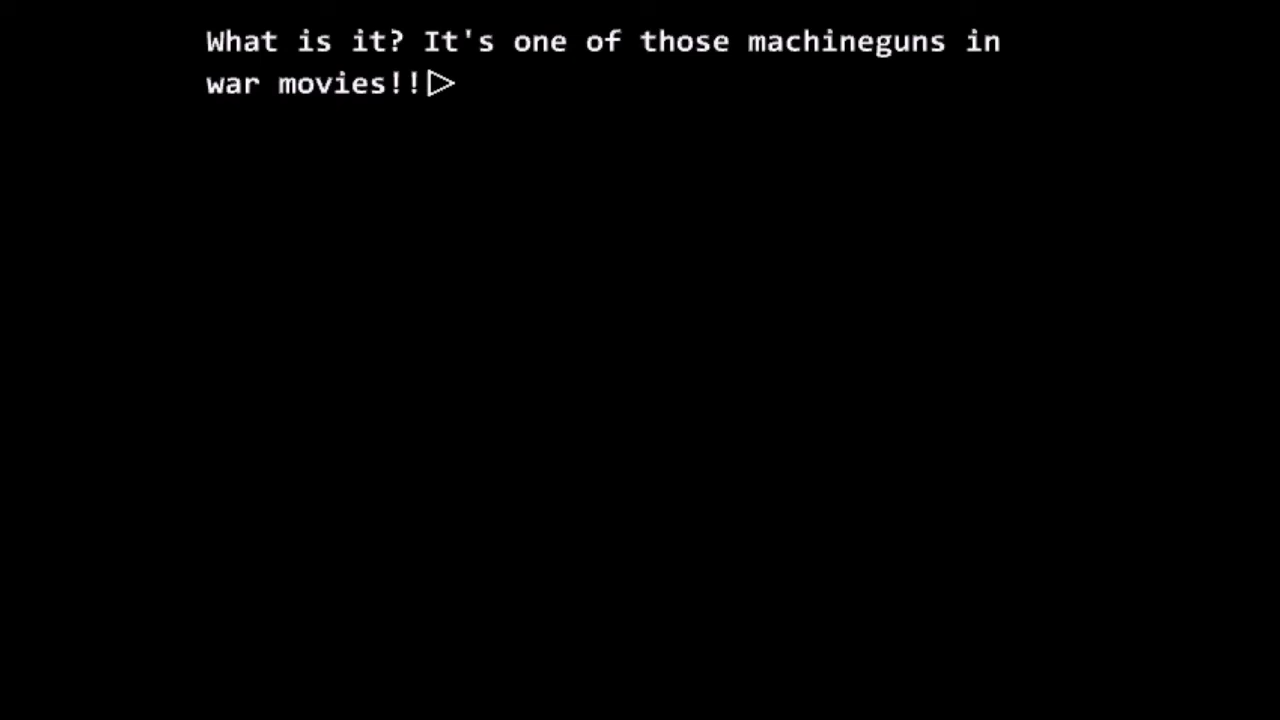 What is it? It's one of those machineguns in
war movies!!▷